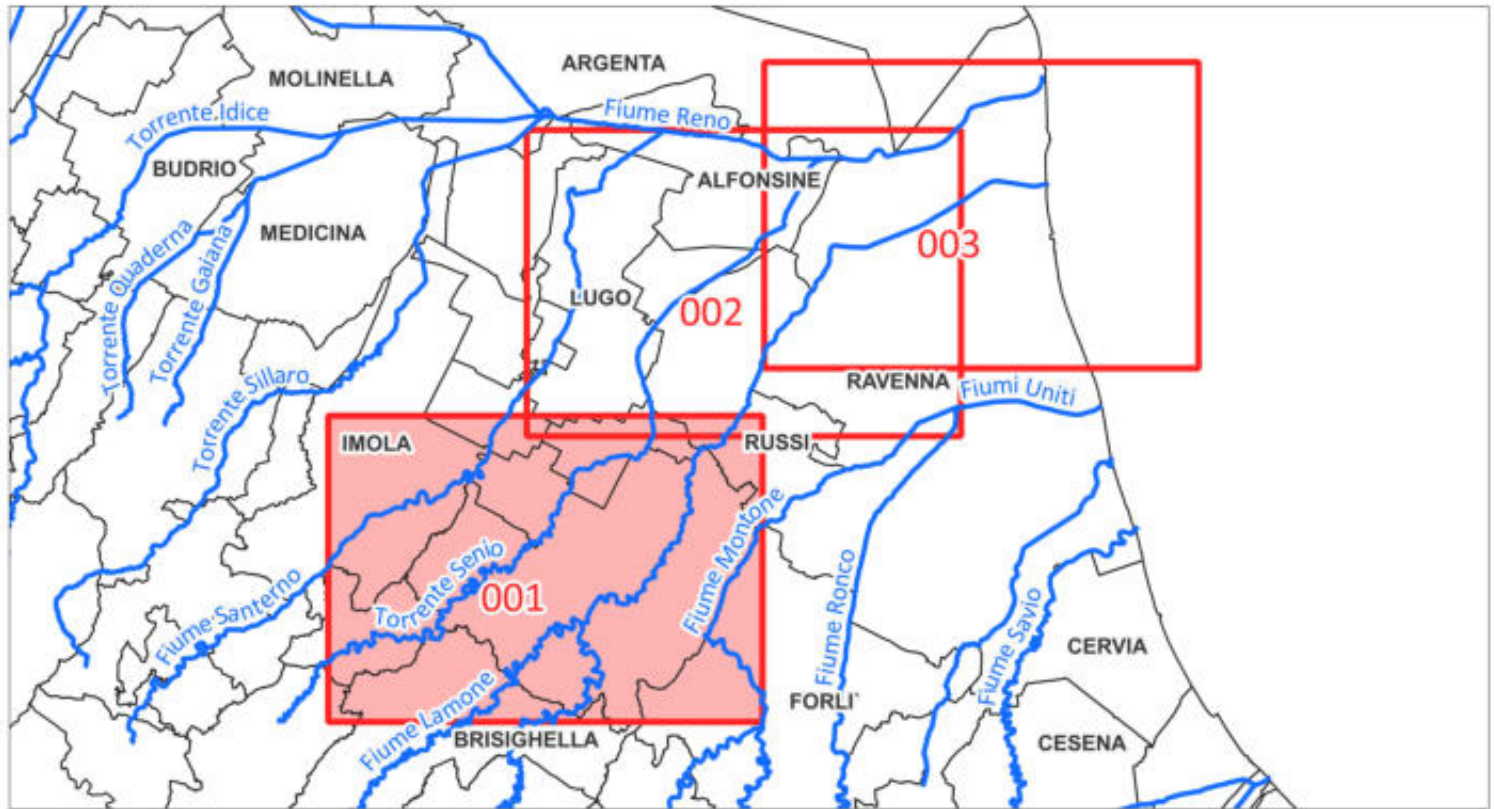 ARGENTA
MOLINELLA
Torrente Idice
Fiume Reno
BUDRIO
ALFONSINE
MEDICINA
Torrente Quaderna
Torrente Gaiana
003
LUGO
002
Torrente Sillaro
RAVENNA
Fiumi Uniti
IMOLA
RUSSI
Fiume Montone
Torrente Senio
001
Fiume Santerno
Fiume Ronco
Fiume Savio
CERVIA
Fiume Lamone
FORLI'
BRISIGHELLA
CESENA